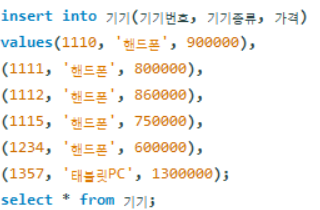 insert into 기기(기기번호, 기기종류, 가격)
values(1110, '핸드폰', 900000),
(1111, '핸드폰', 800000),
(1112, '핸드폰', 860000),
(1115, '핸드폰', 750000),
(1234, '핸드폰', 600000),
(1357, '태블릿PC', 1300000);
select * from 기기;